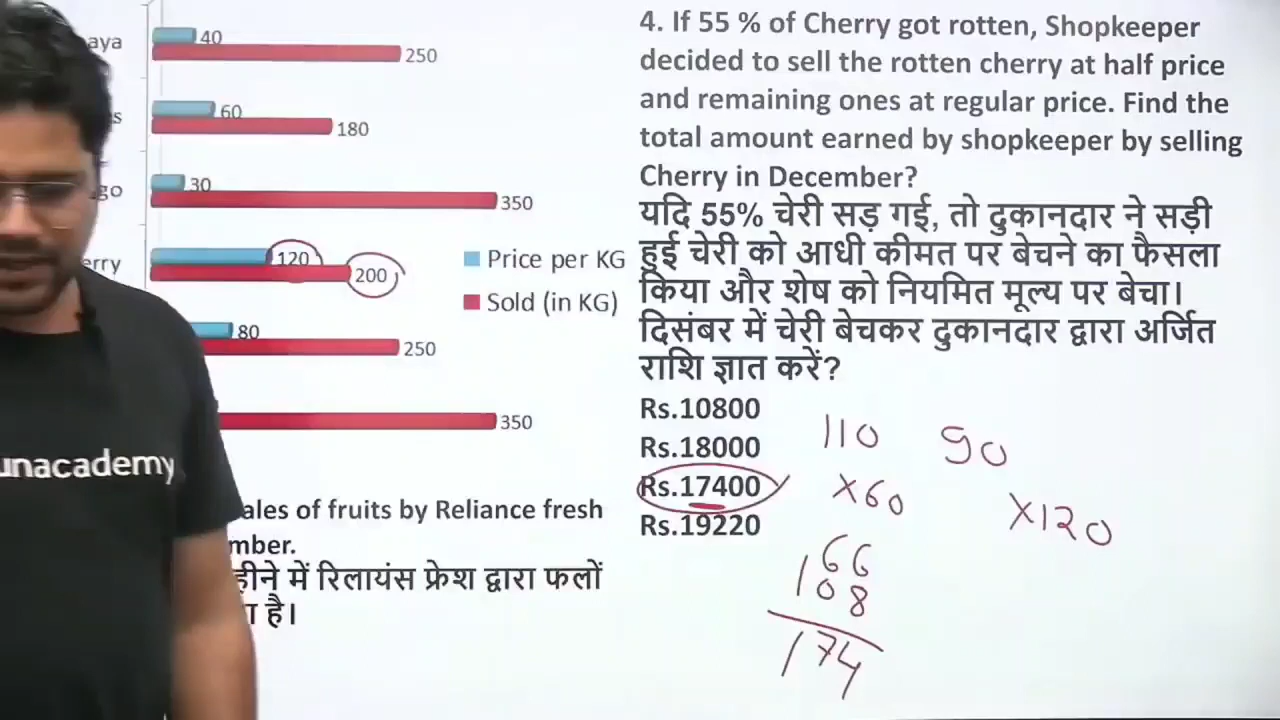 aya
40
250
s
60
180
go
30
350
erry
120
200
80
250
350
Price per KG
Sold (in KG)
unacademy
ales of fruits by Reliance fresh
mber.
हीने में रिलायंस फ्रेश द्वारा फलों
है।
4. If 55 % of Cherry got rotten, Shopkeeper
decided to sell the rotten cherry at half price
and remaining ones at regular price. Find the
total amount earned by shopkeeper by selling
Cherry in December?
यदि 55% चेरी सड़ गई, तो दुकानदार ने सड़ी
हुई चेरी को आधी कीमत पर बेचने का फैसला
किया और शेष को नियमित मूल्य पर बेचा।
दिसंबर में चेरी बेचकर दुकानदार द्वारा अर्जित
राशि ज्ञात करें?
Rs.10800
Rs.18000
Rs.17400
Rs.19220
110 90
×60 ×120
66
108
174